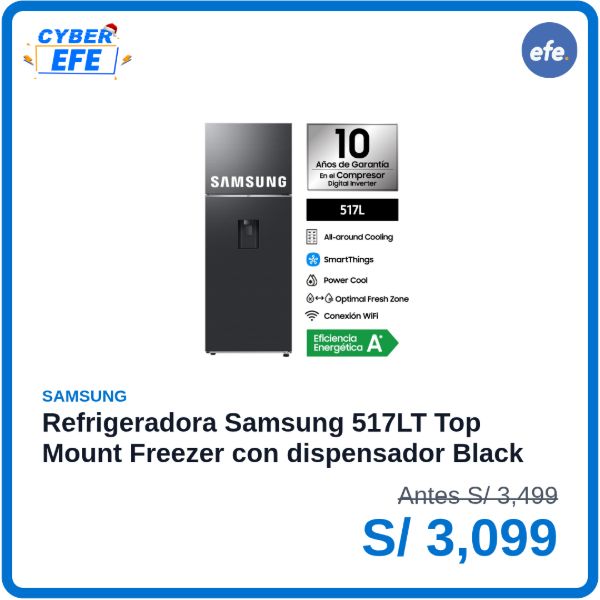 CYBER
EFE
efe.
SAMSUNG
10
Años de Garantía
En el Compresor
Digital Inverter
517L
All-around Cooling
SmartThings
Power Cool
Optimal Fresh Zone
Conexión WiFi
Eficiencia
Energética A*
SAMSUNG
Refrigeradora Samsung 517LT Top
Mount Freezer con dispensador Black
Antes S/ 3,499
S/ 3,099